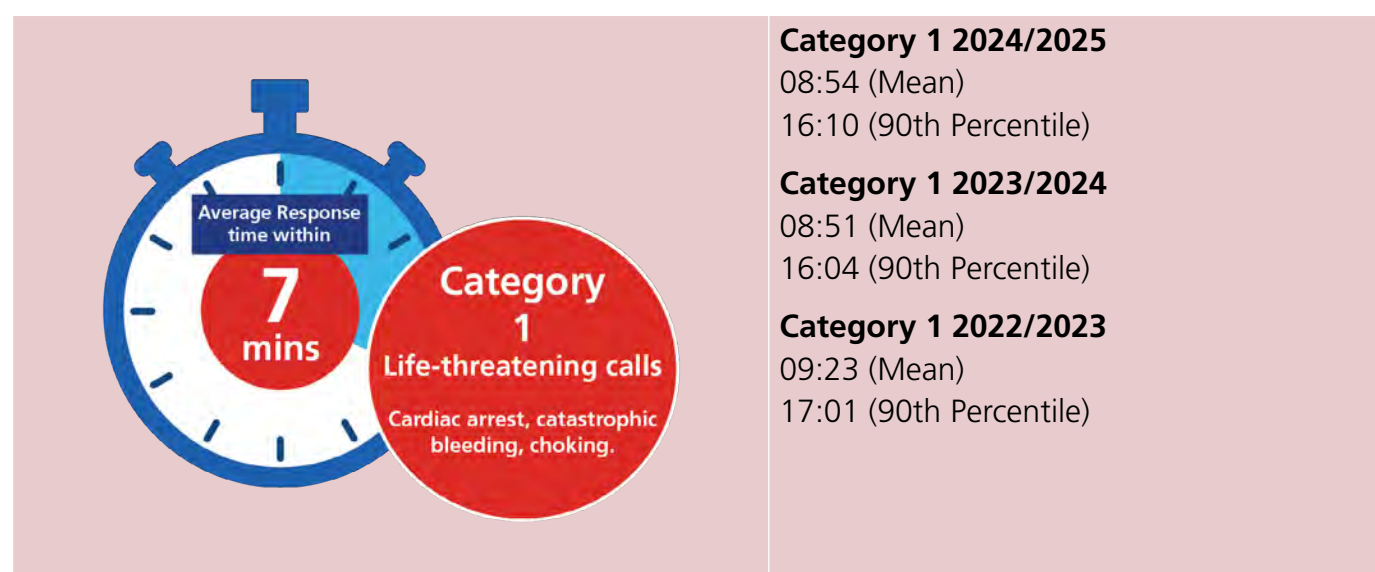 Average Response
time within
7
mins
Category
1
Life-threatening calls
Cardiac arrest, catastrophic
bleeding, choking.
Category 1 2024/2025
08:54 (Mean)
16:10 (90th Percentile)
Category 1 2023/2024
08:51 (Mean)
16:04 (90th Percentile)
Category 1 2022/2023
09:23 (Mean)
17:01 (90th Percentile)